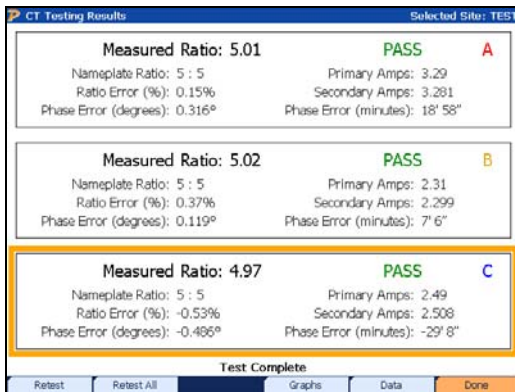 CT Testing Results Selected Site: TEST
Measured Ratio: 5.01 PASS A
Nameplate Ratio: 5 : 5 Primary Amps: 3.29
Ratio Error (%): 0.15% Secondary Amps: 3.281
Phase Error (degrees): 0.316° Phase Error (minutes): 18' 58"
Measured Ratio: 5.02 PASS B
Nameplate Ratio: 5 : 5 Primary Amps: 2.31
Ratio Error (%): 0.37% Secondary Amps: 2.299
Phase Error (degrees): 0.119° Phase Error (minutes): 7' 6"
Measured Ratio: 4.97 PASS C
Nameplate Ratio: 5 : 5 Primary Amps: 2.49
Ratio Error (%): -0.53% Secondary Amps: 2.508
Phase Error (degrees): -0.486° Phase Error (minutes): -29' 8"
Test Complete
Retest Retest All Graphs Data Done